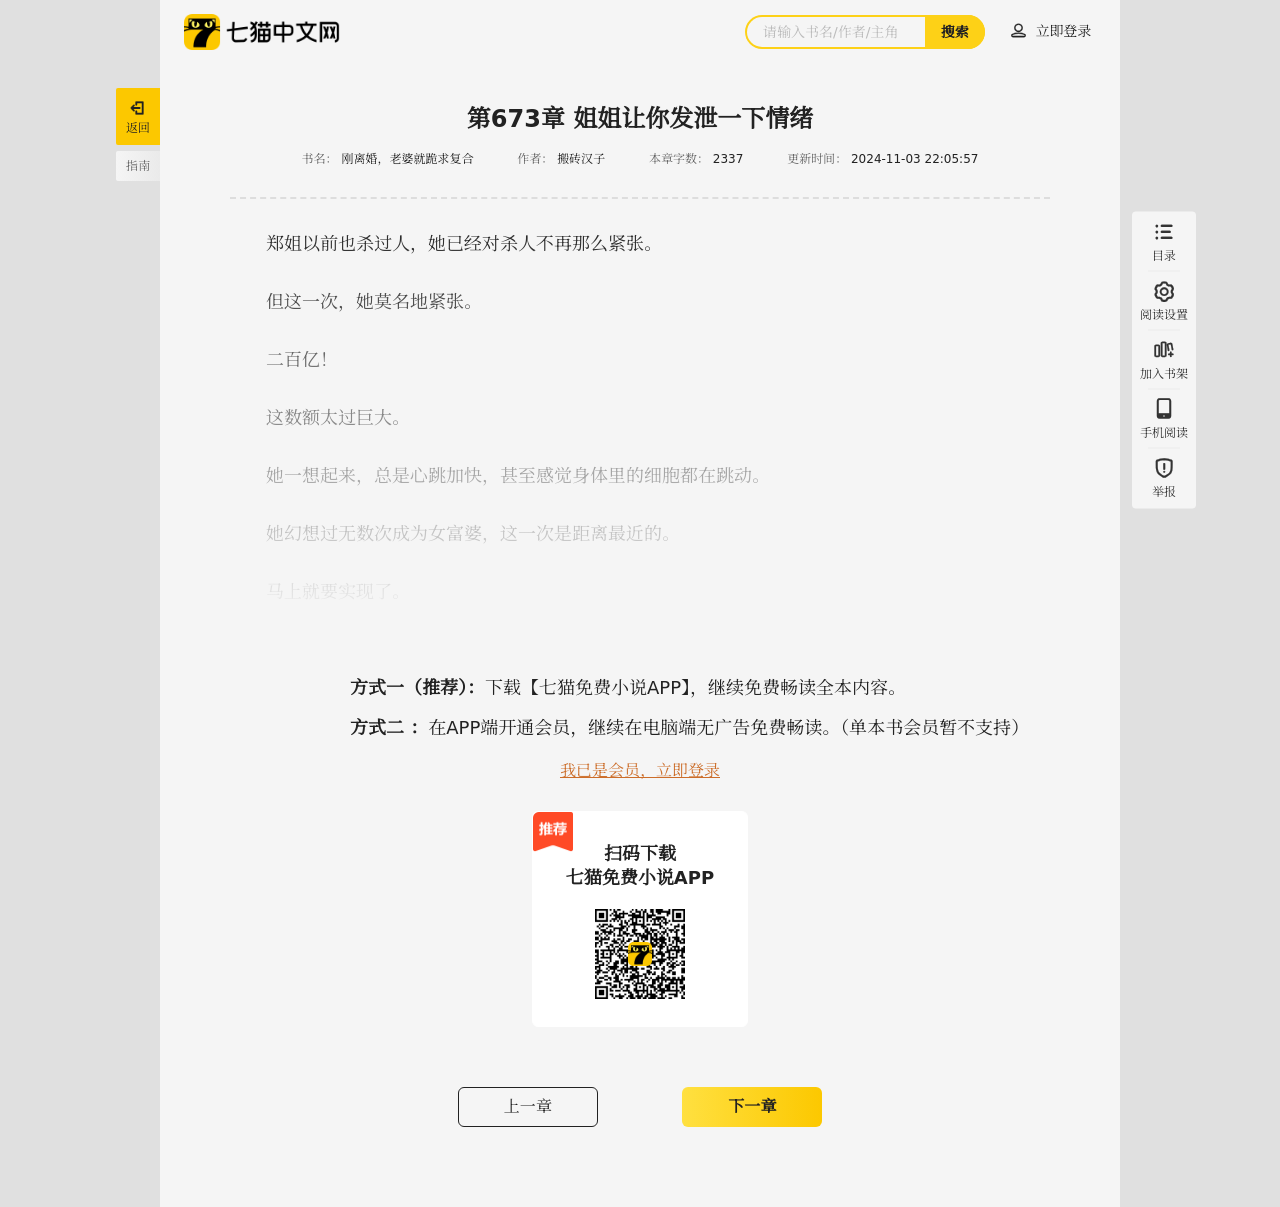 七猫中文网
请输入书名/作者/主角
搜索
立即登录
返回
指南
第673章 姐姐让你发泄一下情绪
书名： 刚离婚，老婆就跪求复合 作者： 搬砖汉子 本章字数： 2337 更新时间： 2024-11-03 22:05:57
郑姐以前也杀过人，她已经对杀人不再那么紧张。
但这一次，她莫名地紧张。
二百亿！
这数额太过巨大。
她一想起来，总是心跳加快，甚至感觉身体里的细胞都在跳动。
她幻想过无数次成为女富婆，这一次是距离最近的。
马上就要实现了。
目录
阅读设置
加入书架
手机阅读
举报
方式一（推荐）：下载【七猫免费小说APP】，继续免费畅读全本内容。
方式二 ：在APP端开通会员，继续在电脑端无广告免费畅读。（单本书会员暂不支持）
我已是会员，立即登录
推荐
扫码下载
七猫免费小说APP
上一章
下一章